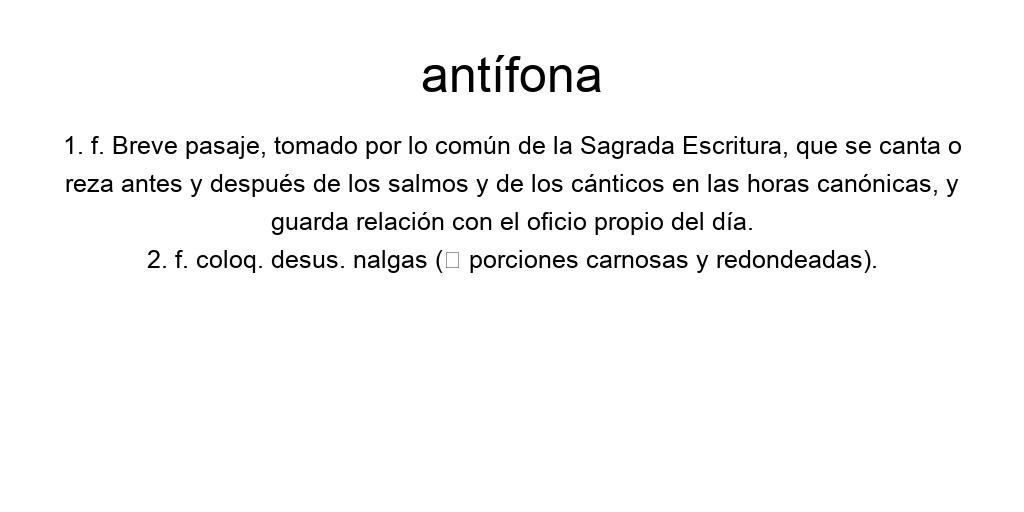 antífona
1. f. Breve pasaje, tomado por lo común de la Sagrada Escritura, que se canta o
reza antes y después de los salmos y de los cánticos en las horas canónicas, y
guarda relación con el oficio propio del día.
2. f. coloq. desus. nalgas (□ porciones carnosas y redondeadas).